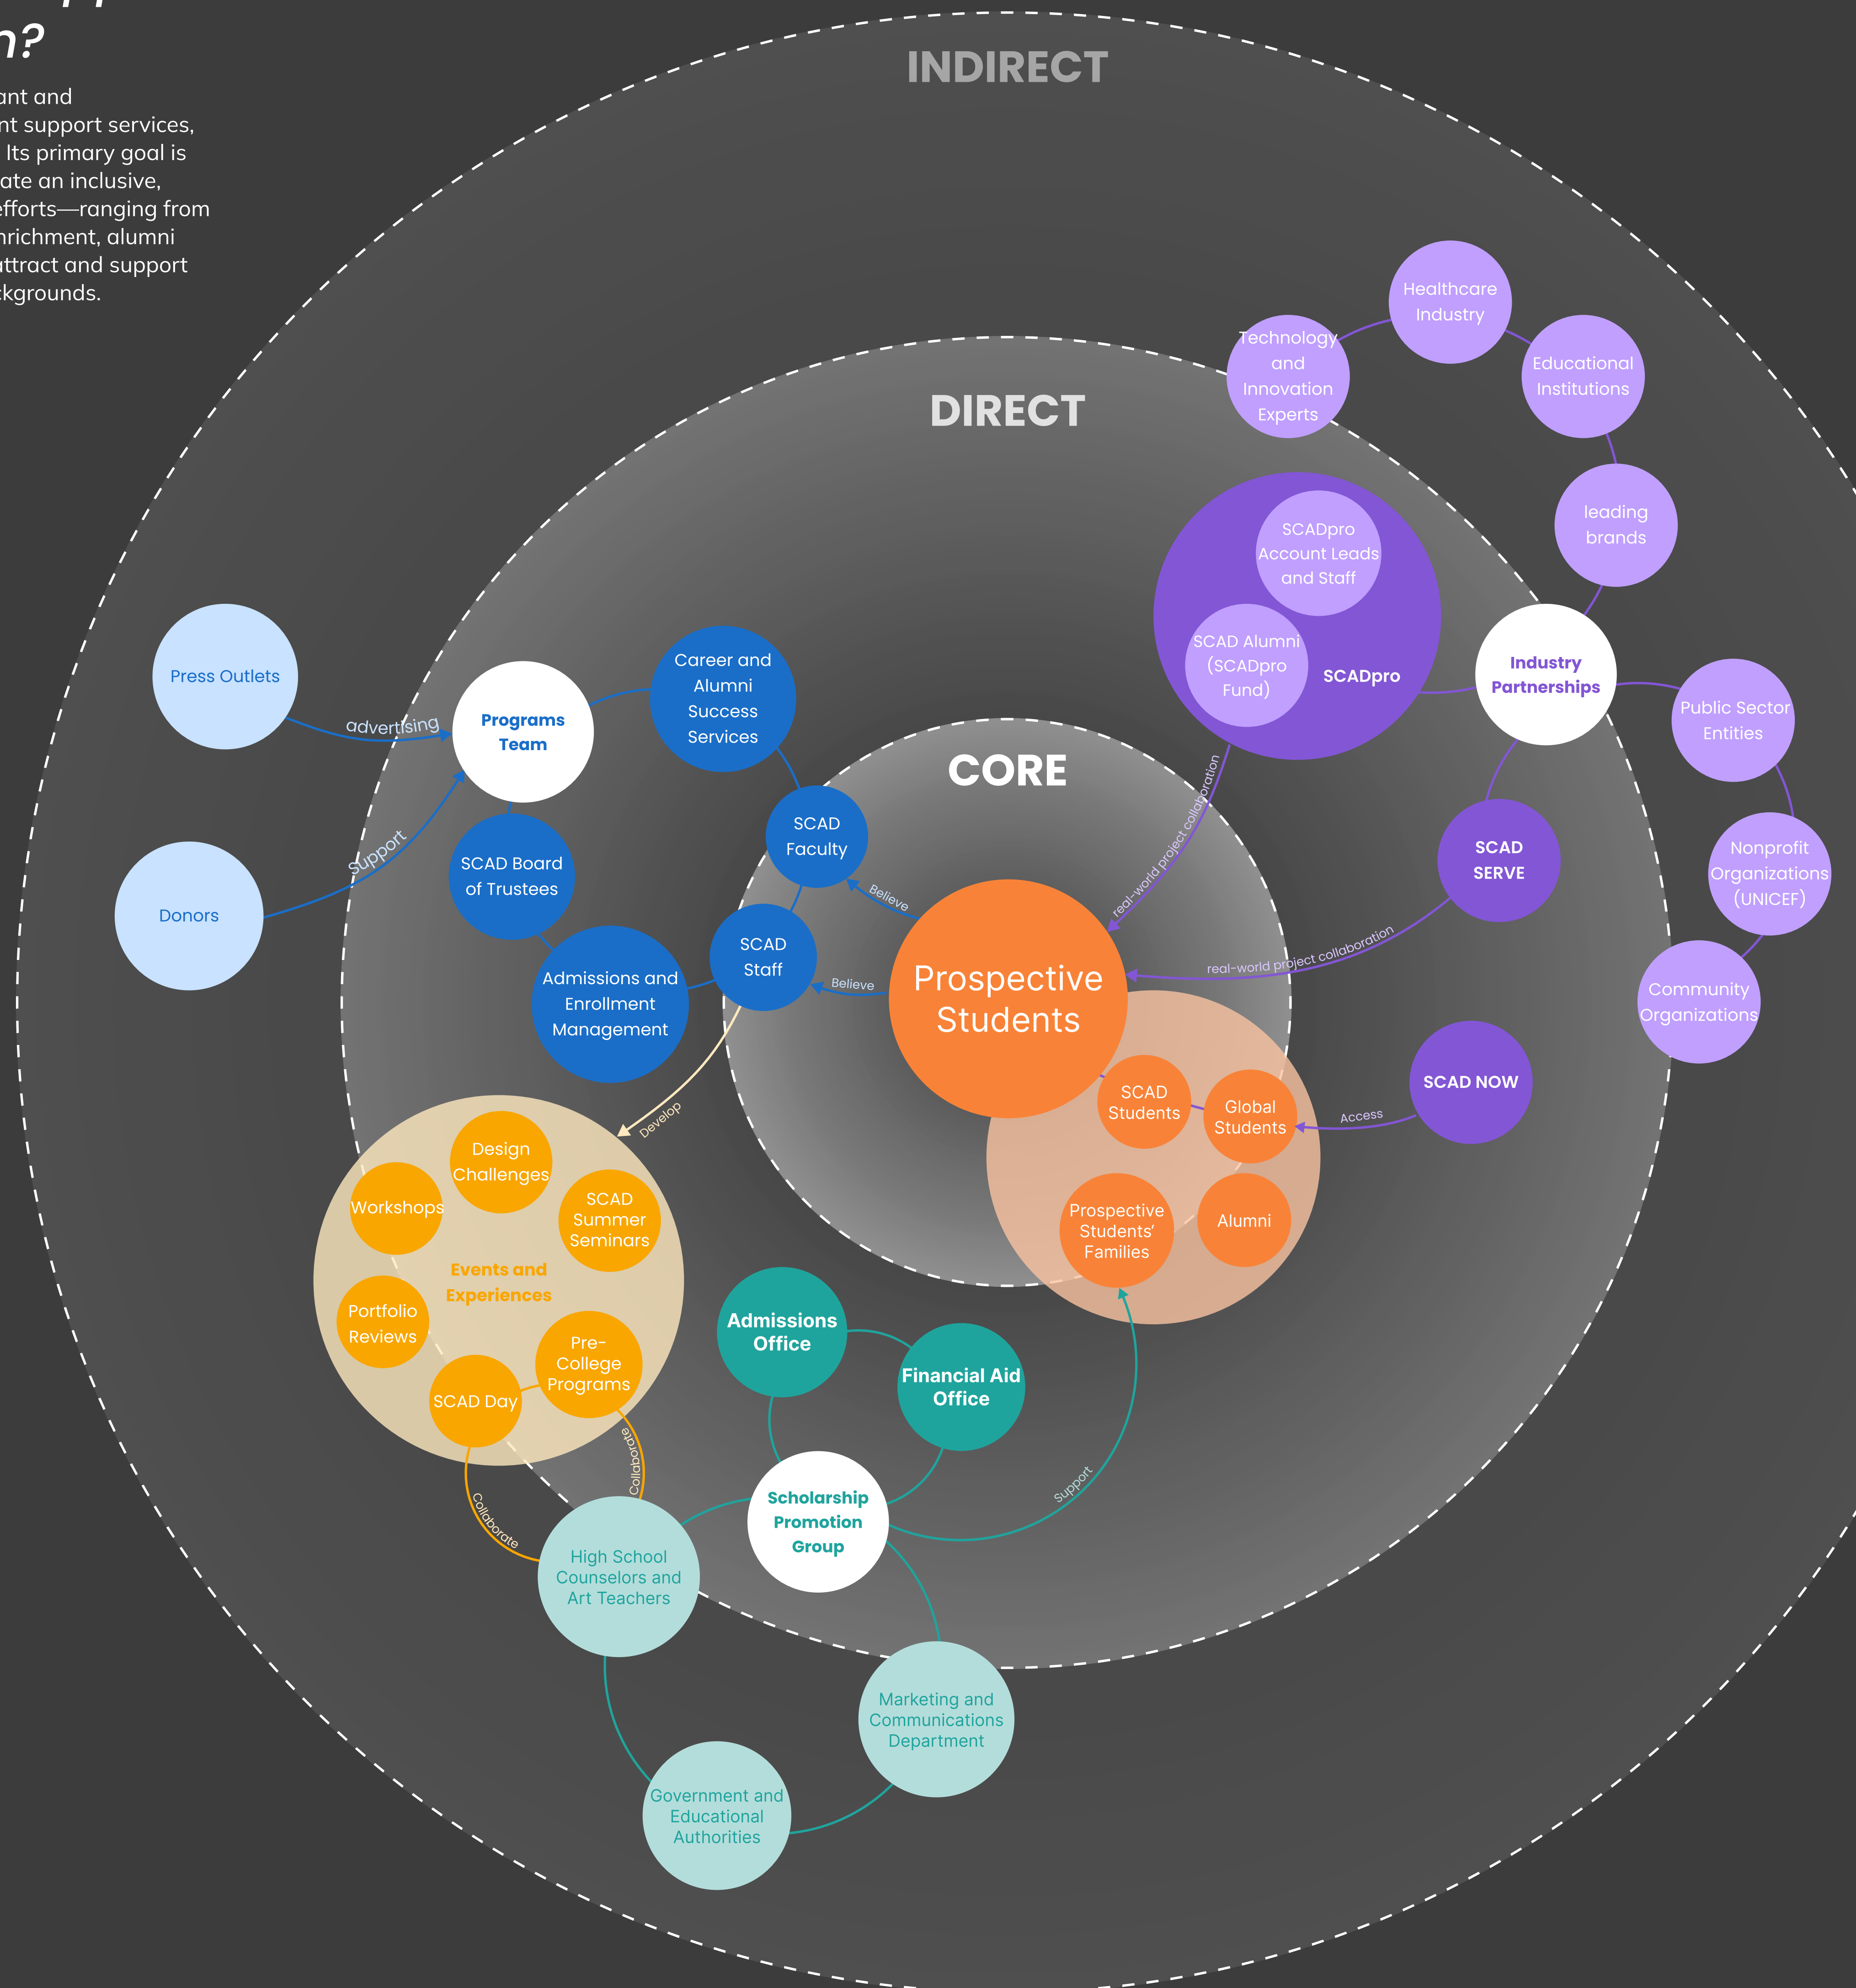 n?
ant and
nt support services,
Its primary goal is
ate an inclusive,
efforts—ranging from
nrichment, alumni
attract and support
ckgrounds.
INDIRECT
DIRECT
CORE
Healthcare
Industry
Technology
and
Innovation
Experts
Educational
Institutions
leading
brands
SCADpro
Account Leads
and Staff
SCAD Alumni
(SCADpro
Fund)
SCADpro
Industry
Partnerships
Public Sector
Entities
Nonprofit
Organizations
(UNICEF)
Community
Organizations
SCAD
SERVE
SCAD NOW
real-world project collaboration
real-world project collaboration
Access
Press Outlets
advertising
Programs
Team
Career and
Alumni
Success
Services
Donors
Support
SCAD Board
of Trustees
SCAD
Faculty
Believe
SCAD
Staff
Believe
Admissions and
Enrollment
Management
Prospective
Students
SCAD
Students
Global
Students
Prospective
Students’
Families
Alumni
Develop
Design
Challenges
Workshops
SCAD
Summer
Seminars
Events and
Experiences
Portfolio
Reviews
Pre-
College
Programs
SCAD Day
Collaborate
Collaborate
Admissions
Office
Financial Aid
Office
Scholarship
Promotion
Group
Support
High School
Counselors and
Art Teachers
Marketing and
Communications
Department
Government and
Educational
Authorities